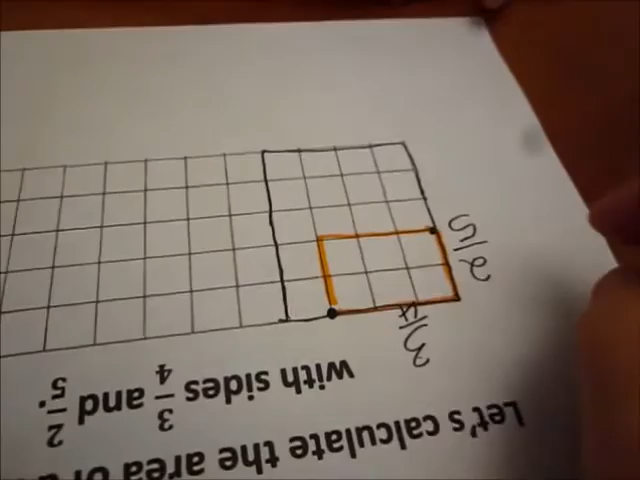 Let's calculate the area of a
with sides 3/4 and 2/5.
3/4
2/5